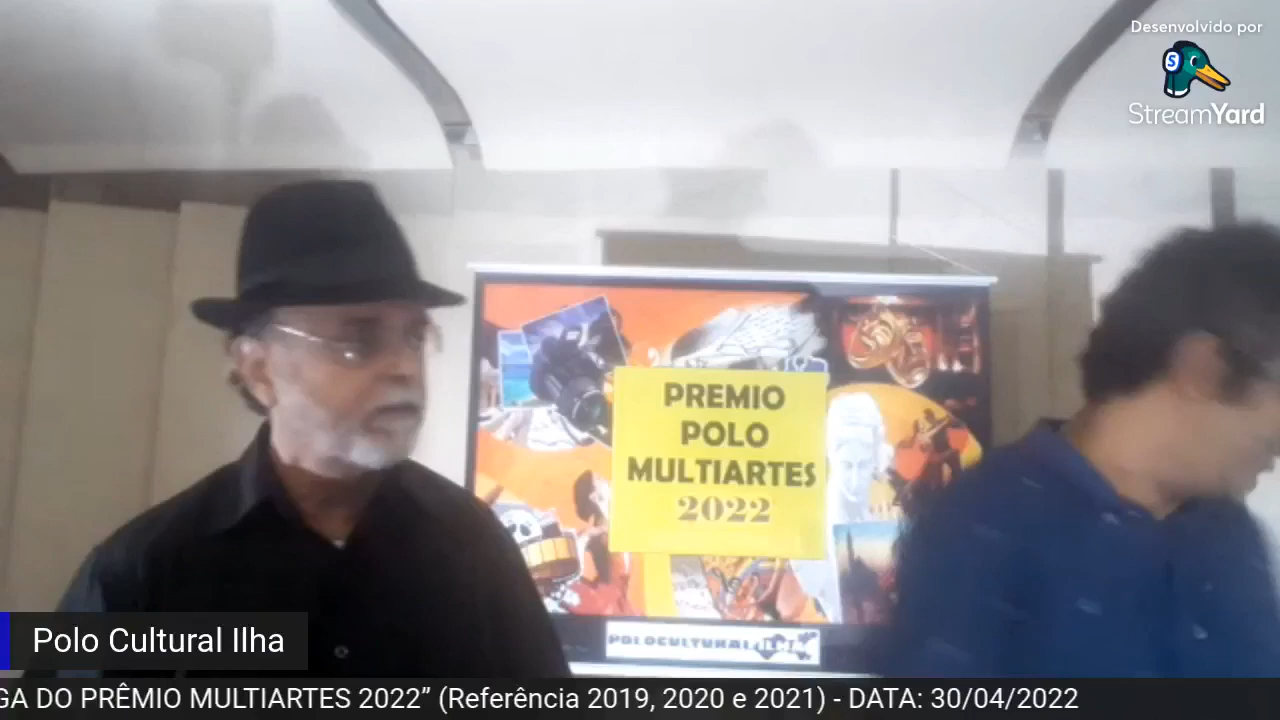 Desenvolvido por
S
StreamYard
PREMIO
POLO
MULTIARTES
2022
POLOCULTURALILHA
Polo Cultural Ilha
GA DO PRÊMIO MULTIARTES 2022” (Referência 2019, 2020 e 2021) - DATA: 30/04/2022